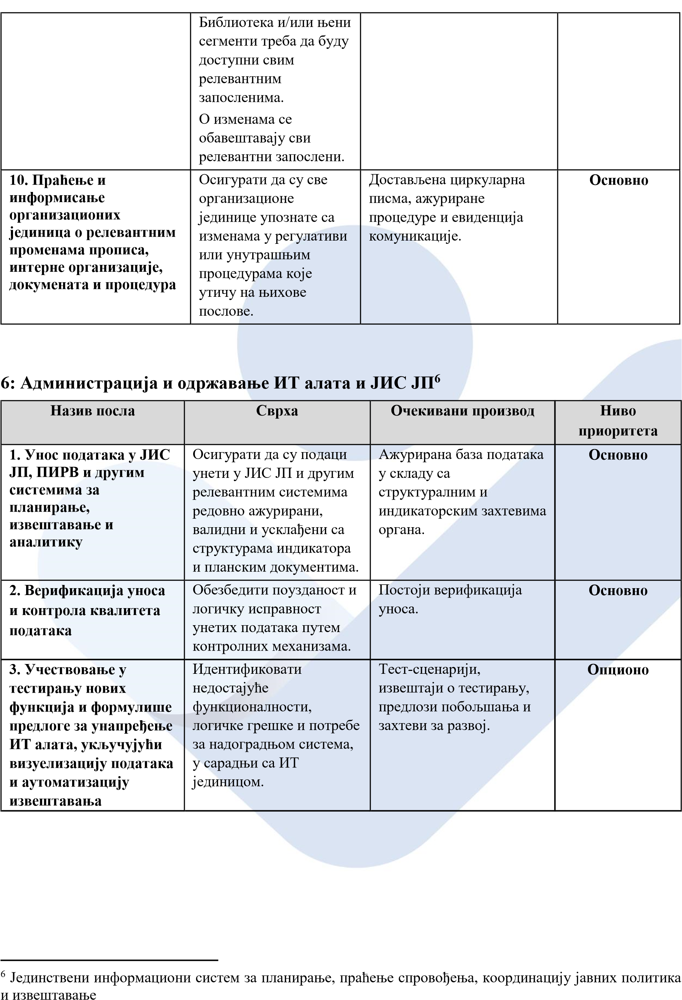 Библиотека и/или њени
сегменти треба да буду
доступни свим
релевантним
запосленима.
О изменама се
обавештавају сви
релевантни запослени.
10. Праћење и
информисање
организационих
јединица о релевантним
променама прописа,
интерне организације,
докумената и процедура
Осигурати да су све
организационе
јединице упознате са
изменама у регулативи
или унутрашњим
процедурама које
утичу на њихове
послове.
Достављена циркуларна
писма, ажуриране
процедуре и евиденција
комуникације.
Основно
6: Администрација и одржавање ИТ алата и ЈИС ЈП⁶
Назив посла
Сврха
Очекивани производ
Ниво
приоритета
1. Унос података у ЈИС
ЈП, ПИРВ и другим
системима за
планирање,
извештавање и
аналитику
Осигурати да су подаци
унети у ЈИС ЈП и другим
релевантним системима
редовно ажурирани,
валидни и усклађени са
структурама индикатора
и планским документима.
Ажурирана база података
у складу са
структуралним и
индикаторским захтевима
органа.
Основно
2. Верификација уноса
и контрола квалитета
података
Обезбедити поузданост и
логичку исправност
унетих података путем
контролних механизама.
Постоји верификација
уноса.
Основно
3. Учествовање у
тестирању нових
функција и формулише
предлоге за унапређење
ИТ алата, укључујући
визуелизацију података
и аутоматизацију
извештавања
Идентификовати
недостајуће
функционалности,
логичке грешке и потребе
за надоградњом система,
у сарадњи са ИТ
јединицом.
Тест-сценарији,
извештаји о тестирању,
предлози побољшања и
захтеви за развој.
Опционо
⁶ Јединствени информациони систем за планирање, праћење спровођења, координацију јавних политика
и извештавање